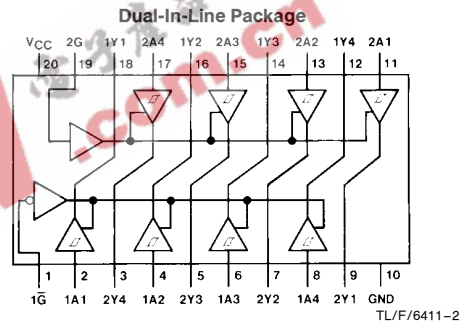 Dual-In-Line Package
VCC 2G 1Y1 2A4 1Y2 2A3 1Y3 2A2 1Y4 2A1
20 19 18 17 16 15 14 13 12 11
.com.cn
1 2 3 4 5 6 7 8 9 10
1G̅ 1A1 2Y4 1A2 2Y3 1A3 2Y2 1A4 2Y1 GND
TL/F/6411–2